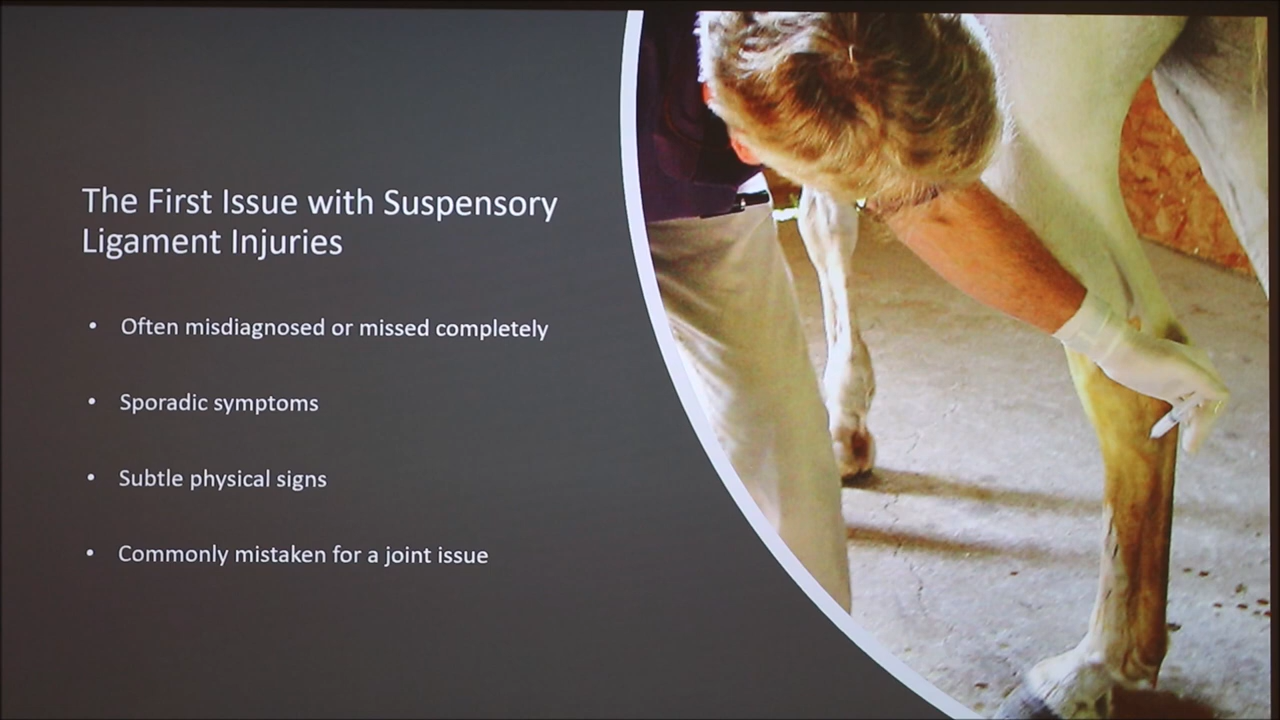 The First Issue with Suspensory
Ligament Injuries
• Often misdiagnosed or missed completely
• Sporadic symptoms
• Subtle physical signs
• Commonly mistaken for a joint issue